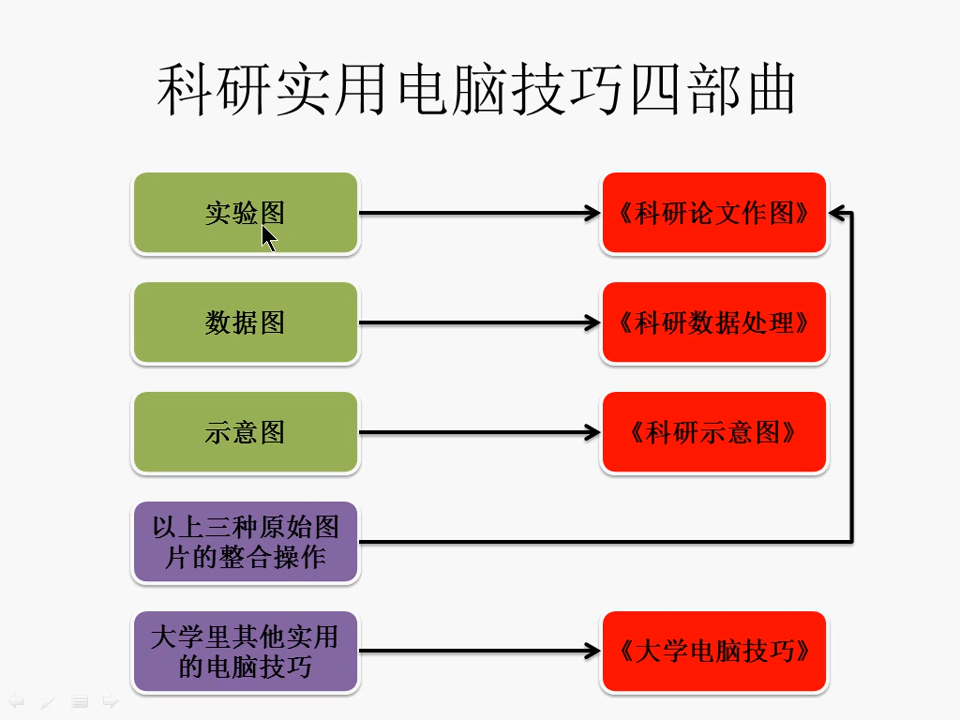 科研实用电脑技巧四部曲
实验图
《科研论文作图》
数据图
《科研数据处理》
示意图
《科研示意图》
以上三种原始图
片的整合操作
大学里其他实用
的电脑技巧
《大学电脑技巧》